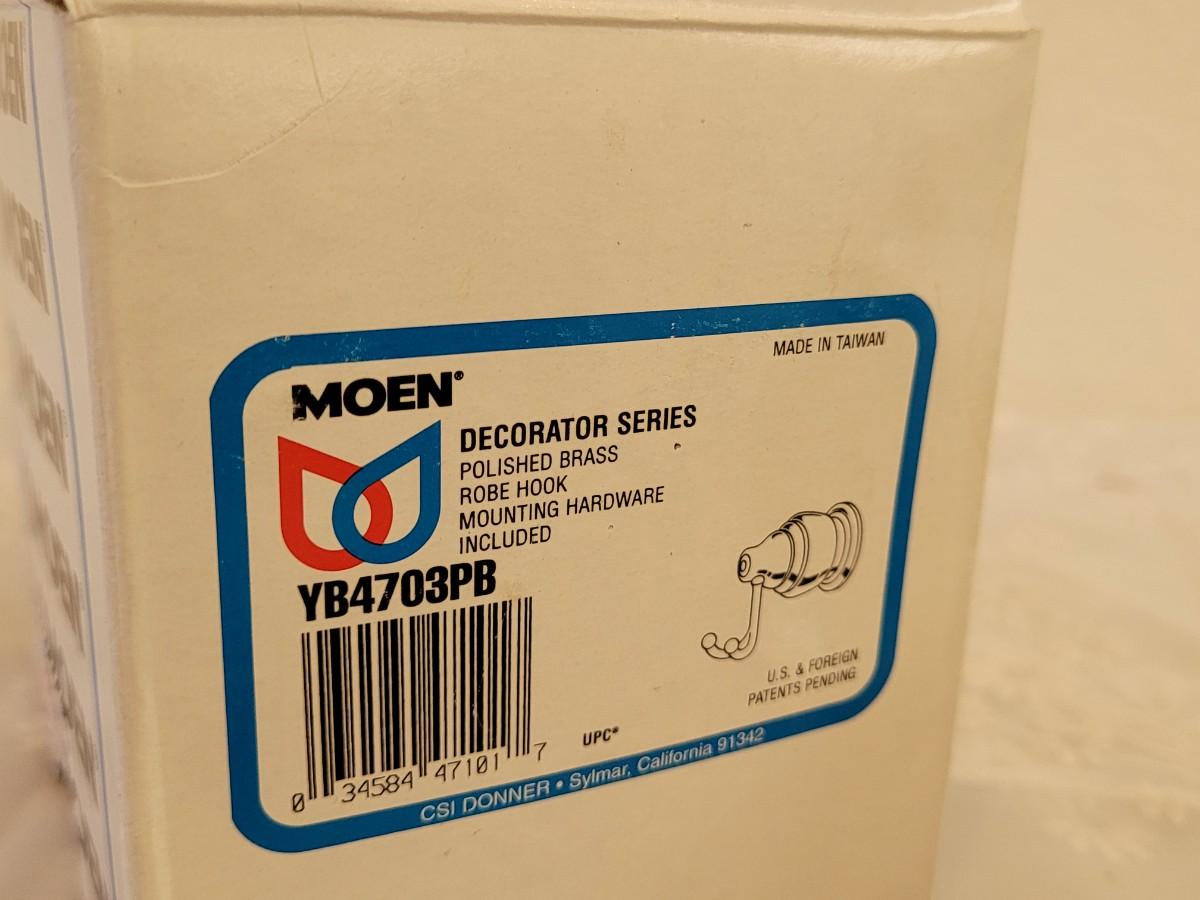 MADE IN TAIWAN
MOEN®
DECORATOR SERIES
POLISHED BRASS
ROBE HOOK
MOUNTING HARDWARE
INCLUDED
YB4703PB
0 34584 47101 7
UPC®
U.S. & FOREIGN
PATENTS PENDING
CSI DONNER • Sylmar, California 91342